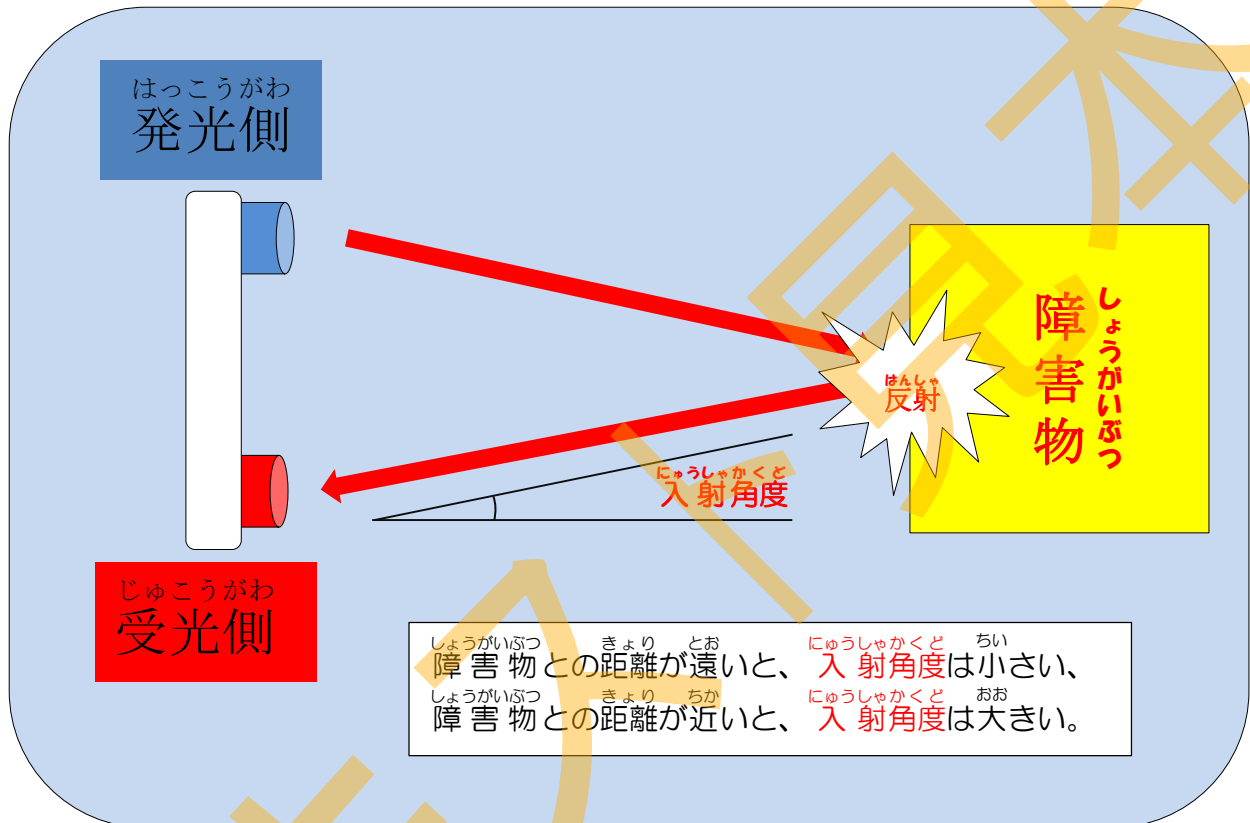 はっこうがわ
発光側
しょうがいぶつ
障害物
はんしゃ
反射
にゅうしゃかくど
入射角度
じゅこうがわ
受光側
しょうがいぶつ きょり とお にゅうしゃかくど ちい
障害物との距離が遠いと、入射角度は小さい、
しょうがいぶつ きょり ちか にゅうしゃかくど おお
障害物との距離が近いと、入射角度は大きい。